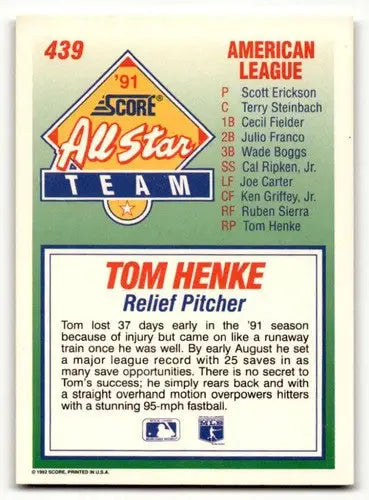 439
'91
SCORE®
All Star
TEAM
AMERICAN
LEAGUE
P Scott Erickson
C Terry Steinbach
1B Cecil Fielder
2B Julio Franco
3B Wade Boggs
SS Cal Ripken, Jr.
LF Joe Carter
CF Ken Griffey, Jr.
RF Ruben Sierra
RP Tom Henke
TOM HENKE
Relief Pitcher
Tom lost 37 days early in the '91 season
because of injury but came on like a runaway
train once he was well. By early August he set
a major league record with 25 saves in as
many save opportunities. There is no secret to
Tom's success; he simply rears back and with
a straight overhand motion overpowers hitters
with a stunning 95-mph fastball.
© 1992 SCORE, PRINTED IN U.S.A.